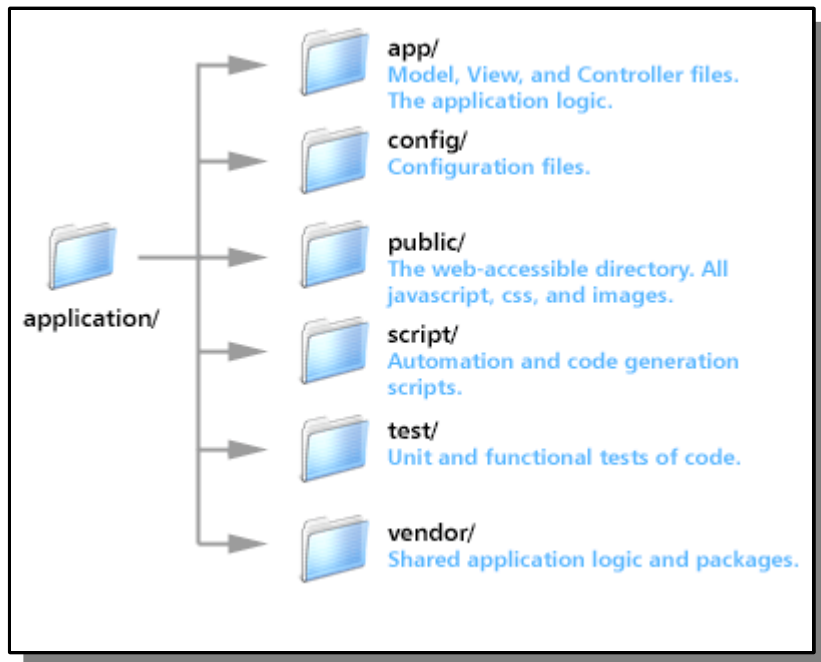 app/
Model, View, and Controller files.
The application logic.
config/
Configuration files.
public/
The web-accessible directory. All
javascript, css, and images.
application/
script/
Automation and code generation
scripts.
test/
Unit and functional tests of code.
vendor/
Shared application logic and packages.